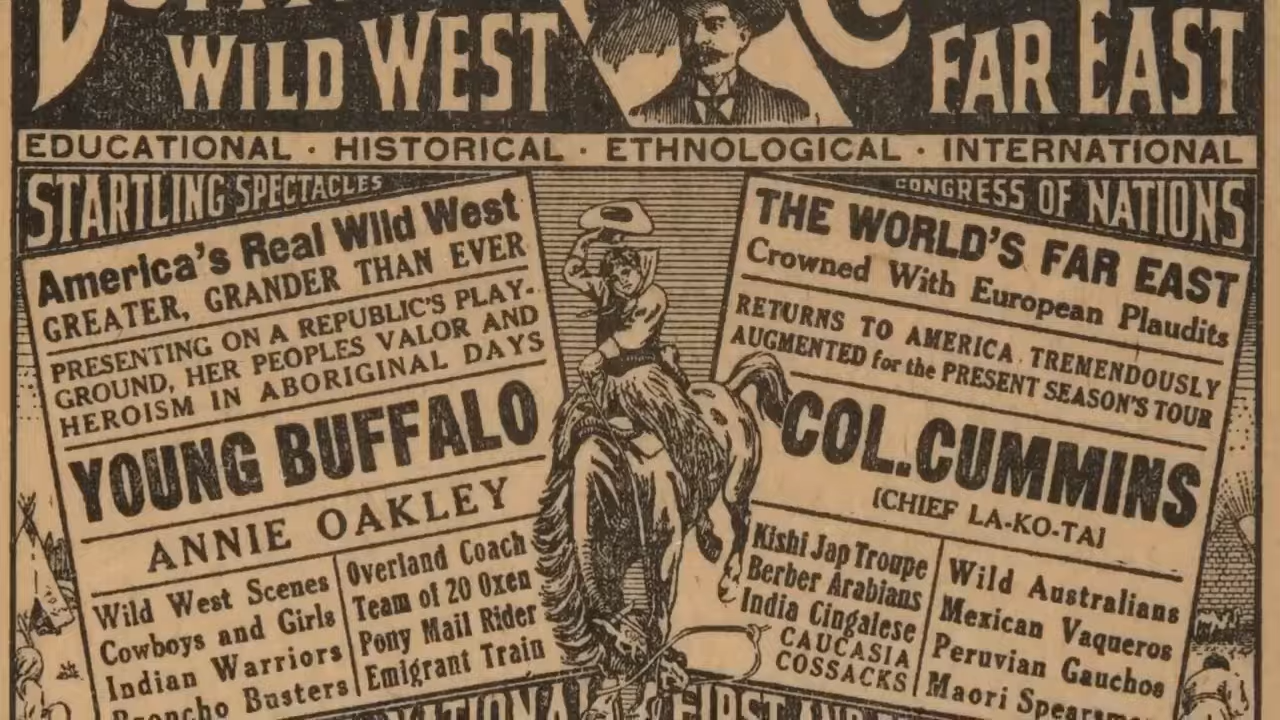 WILD WEST
FAR EAST
EDUCATIONAL · HISTORICAL · ETHNOLOGICAL · INTERNATIONAL
STARTLING SPECTACLES
America's Real Wild West
GREATER, GRANDER THAN EVER
PRESENTING ON A REPUBLIC'S PLAY-
GROUND, HER PEOPLES VALOR AND
HEROISM IN ABORIGINAL DAYS
YOUNG BUFFALO
ANNIE OAKLEY
Wild West Scenes
Cowboys and Girls
Indian Warriors
Broncho Busters
Overland Coach
Team of 20 Oxen
Pony Mail Rider
Emigrant Train
CONGRESS OF NATIONS
THE WORLD'S FAR EAST
Crowned With European Plaudits
RETURNS TO AMERICA TREMENDOUSLY
AUGMENTED for the PRESENT SEASON'S TOUR
COL. CUMMINS
[CHIEF LA-KO-TA]
Kishi Jap Troupe
Berber Arabians
India Cingalese
CAUCASIA
COSSACKS
Wild Australians
Mexican Vaqueros
Peruvian Gauchos
Maori
FIRST AND